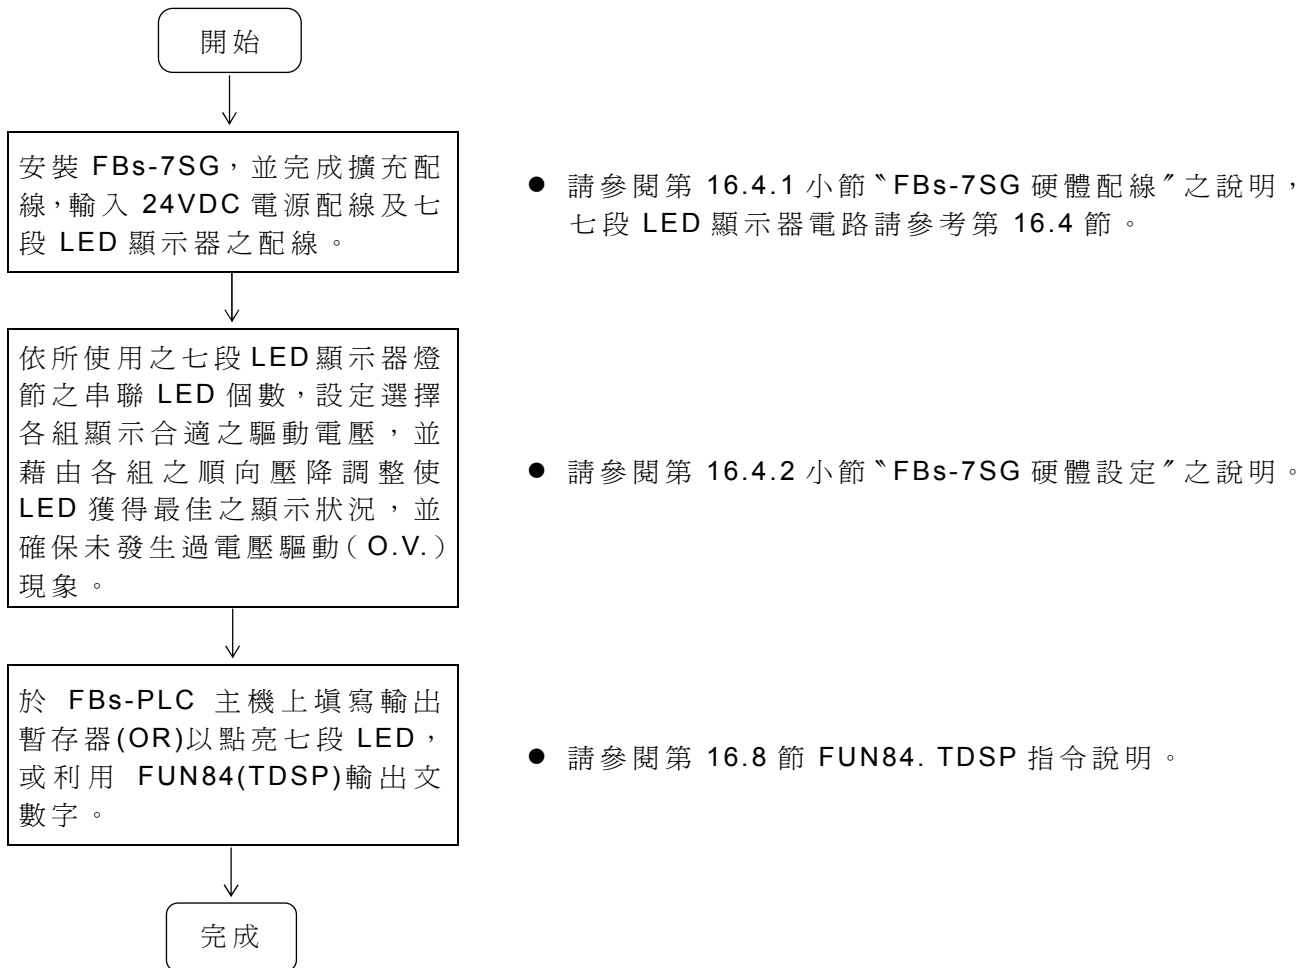 開始
安裝 FBs-7SG，並完成擴充配
線，輸入 24VDC 電源配線及七
段 LED 顯示器之配線。
● 請參閱第 16.4.1 小節〝FBs-7SG 硬體配線〞之說明，
七段 LED 顯示器電路請參考第 16.4 節。
依所使用之七段 LED 顯示器燈
節之串聯 LED 個數，設定選擇
各組顯示合適之驅動電壓，並
藉由各組之順向壓降調整使
LED 獲得最佳之顯示狀況，並
確保未發生過電壓驅動（O.V.）
現象。
● 請參閱第 16.4.2 小節〝FBs-7SG 硬體設定〞之說明。
於 FBs-PLC 主機上填寫輸出
暫存器(OR)以點亮七段 LED，
或利用 FUN84(TDSP)輸出文
數字。
● 請參閱第 16.8 節 FUN84. TDSP 指令說明。
完成